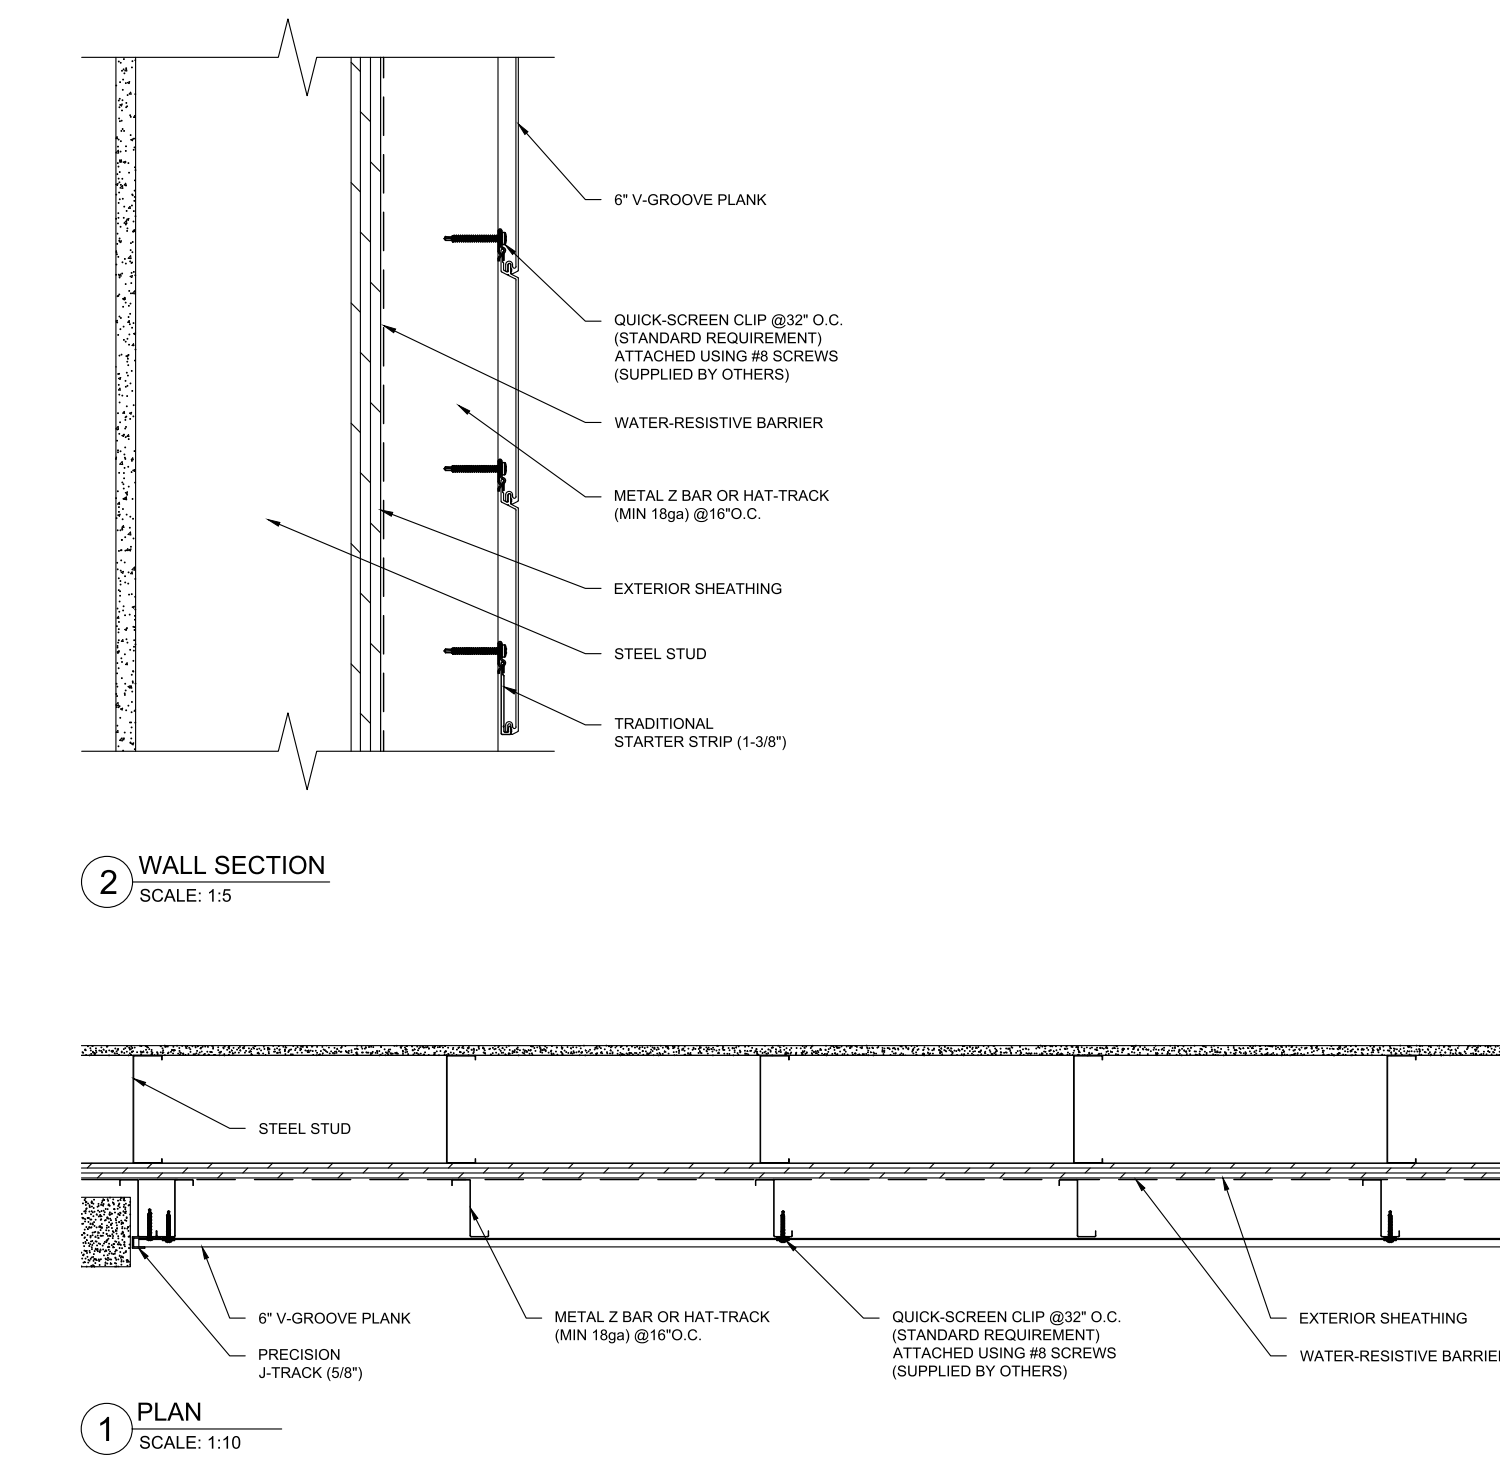 6" V-GROOVE PLANK
QUICK-SCREEN CLIP @32" O.C.
(STANDARD REQUIREMENT)
ATTACHED USING #8 SCREWS
(SUPPLIED BY OTHERS)
WATER-RESISTIVE BARRIER
METAL Z BAR OR HAT-TRACK
(MIN 18ga) @16"O.C.
EXTERIOR SHEATHING
STEEL STUD
TRADITIONAL
STARTER STRIP (1-3/8")
2
WALL SECTION
SCALE: 1:5
STEEL STUD
6" V-GROOVE PLANK
PRECISION
J-TRACK (5/8")
METAL Z BAR OR HAT-TRACK
(MIN 18ga) @16"O.C.
QUICK-SCREEN CLIP @32" O.C.
(STANDARD REQUIREMENT)
ATTACHED USING #8 SCREWS
(SUPPLIED BY OTHERS)
EXTERIOR SHEATHING
WATER-RESISTIVE BARRIE
1
PLAN
SCALE: 1:10